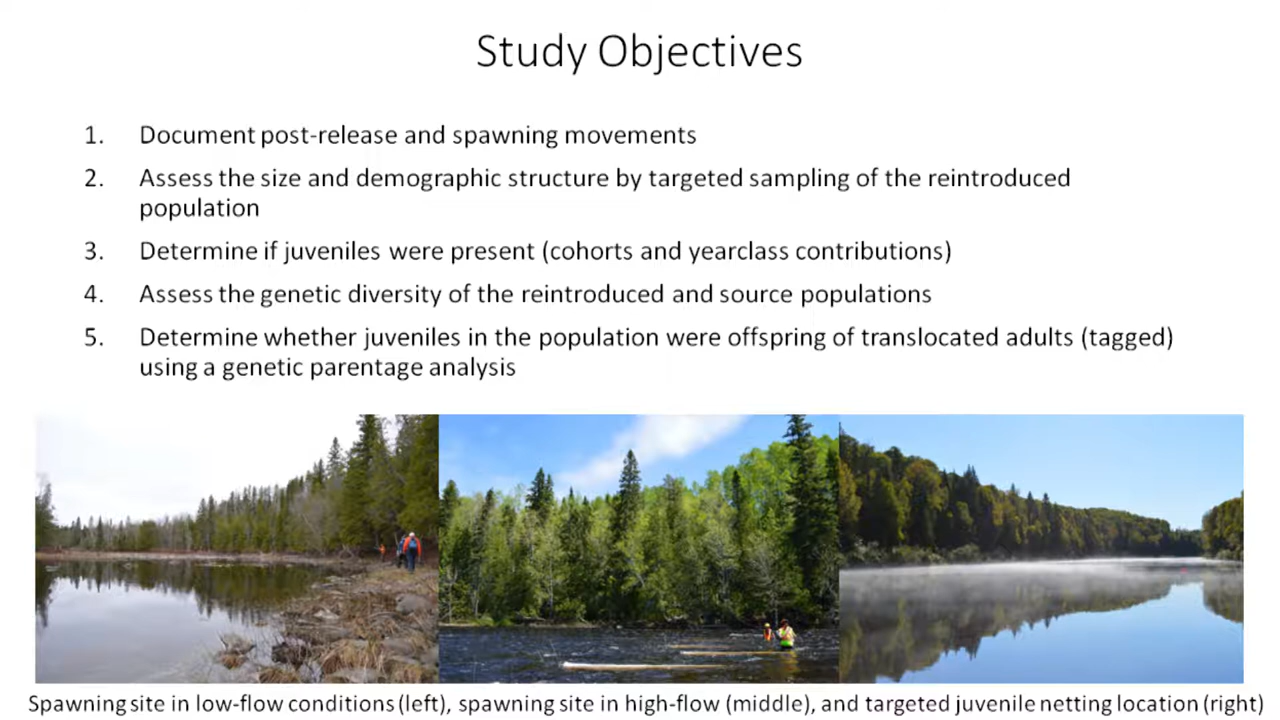 Study Objectives
1. Document post-release and spawning movements
2. Assess the size and demographic structure by targeted sampling of the reintroduced
population
3. Determine if juveniles were present (cohorts and yearclass contributions)
4. Assess the genetic diversity of the reintroduced and source populations
5. Determine whether juveniles in the population were offspring of translocated adults (tagged)
using a genetic parentage analysis
Spawning site in low-flow conditions (left), spawning site in high-flow (middle), and targeted juvenile netting location (right)